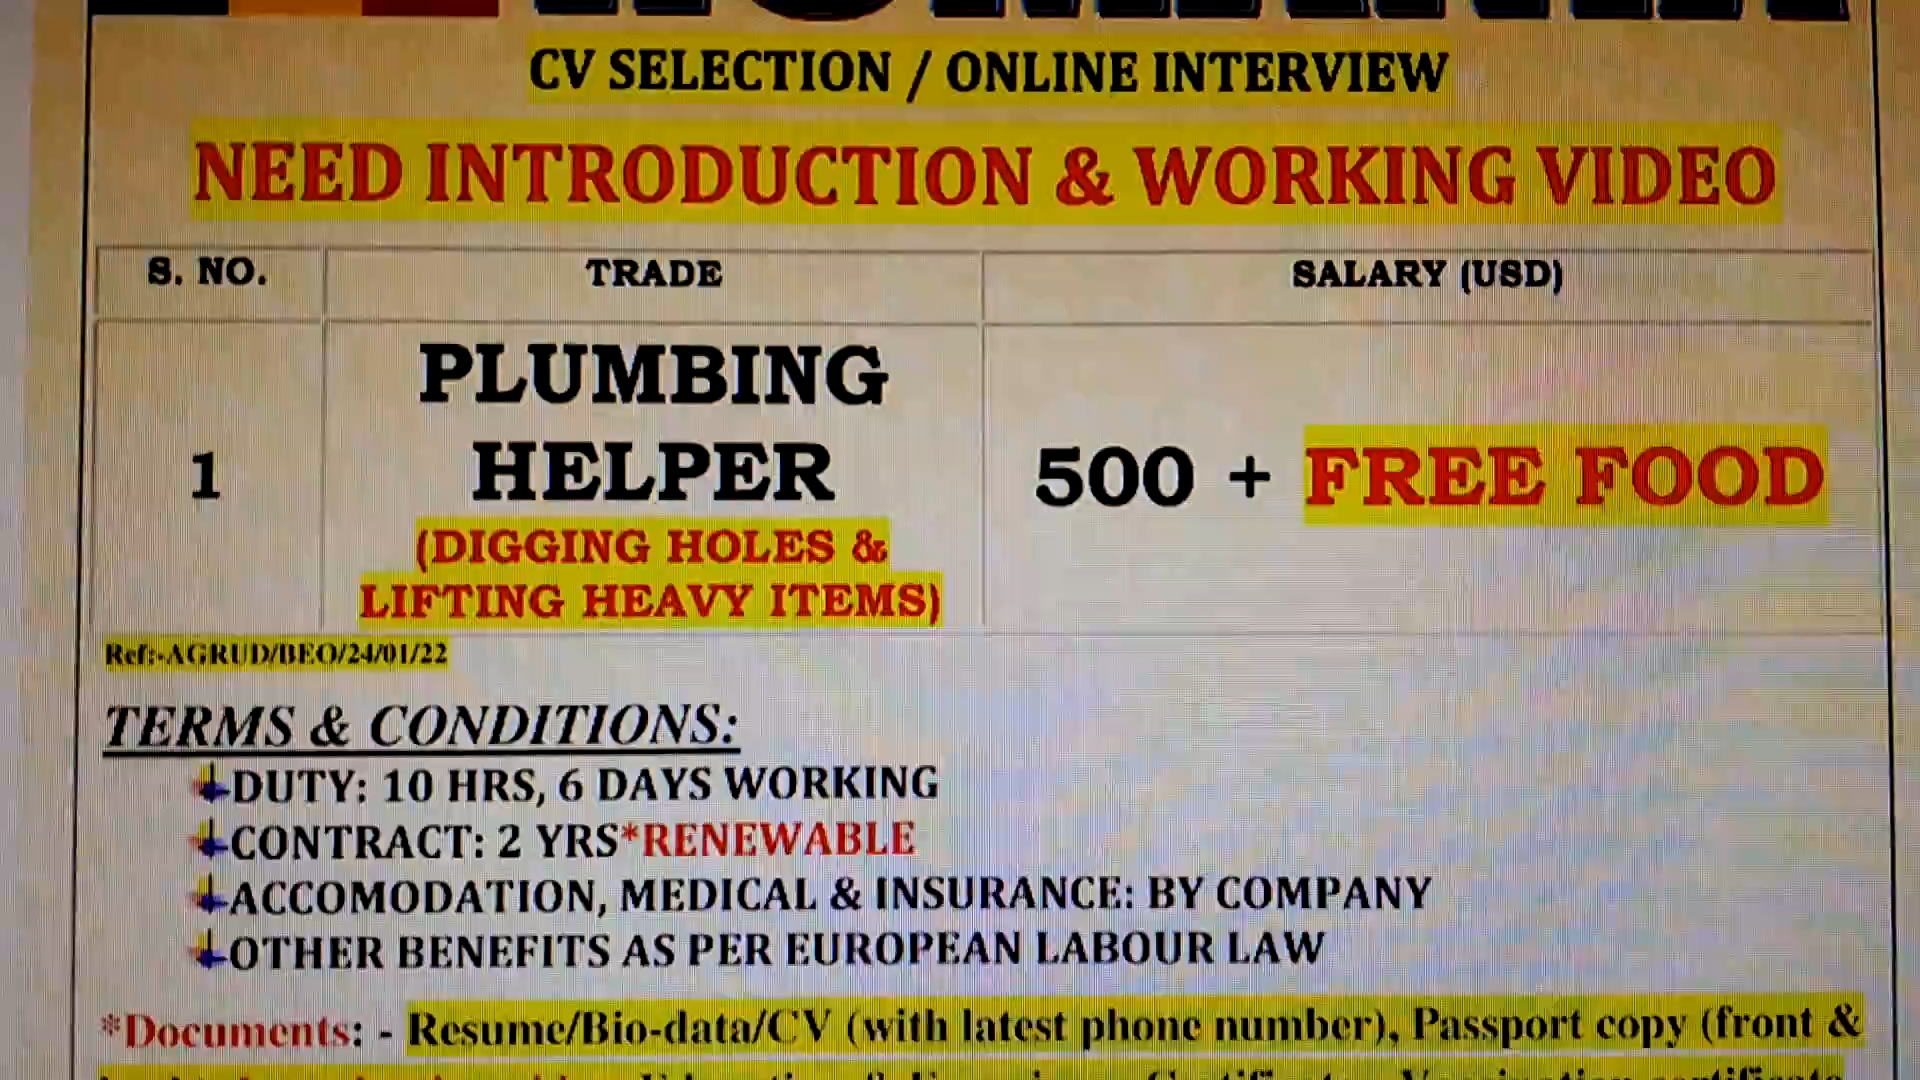 CV SELECTION / ONLINE INTERVIEW
NEED INTRODUCTION & WORKING VIDEO
S. NO. TRADE SALARY (USD)
1 PLUMBING HELPER (DIGGING HOLES & LIFTING HEAVY ITEMS) 500 + FREE FOOD
Ref:-AGRUD/BEO/24/01/22
TERMS & CONDITIONS:
DUTY: 10 HRS, 6 DAYS WORKING
CONTRACT: 2 YRS*RENEWABLE
ACCOMODATION, MEDICAL & INSURANCE: BY COMPANY
OTHER BENEFITS AS PER EUROPEAN LABOUR LAW
*Documents: - Resume/Bio-data/CV (with latest phone number), Passport copy (front &